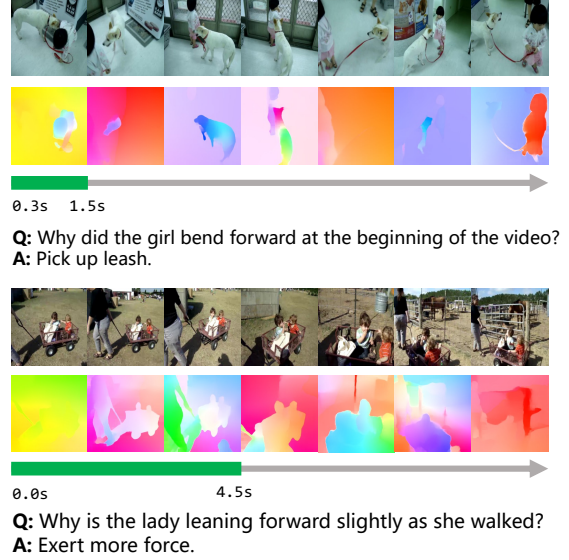 0.3s 1.5s
Q: Why did the girl bend forward at the beginning of the video?
A: Pick up leash.
0.0s 4.5s
Q: Why is the lady leaning forward slightly as she walked?
A: Exert more force.